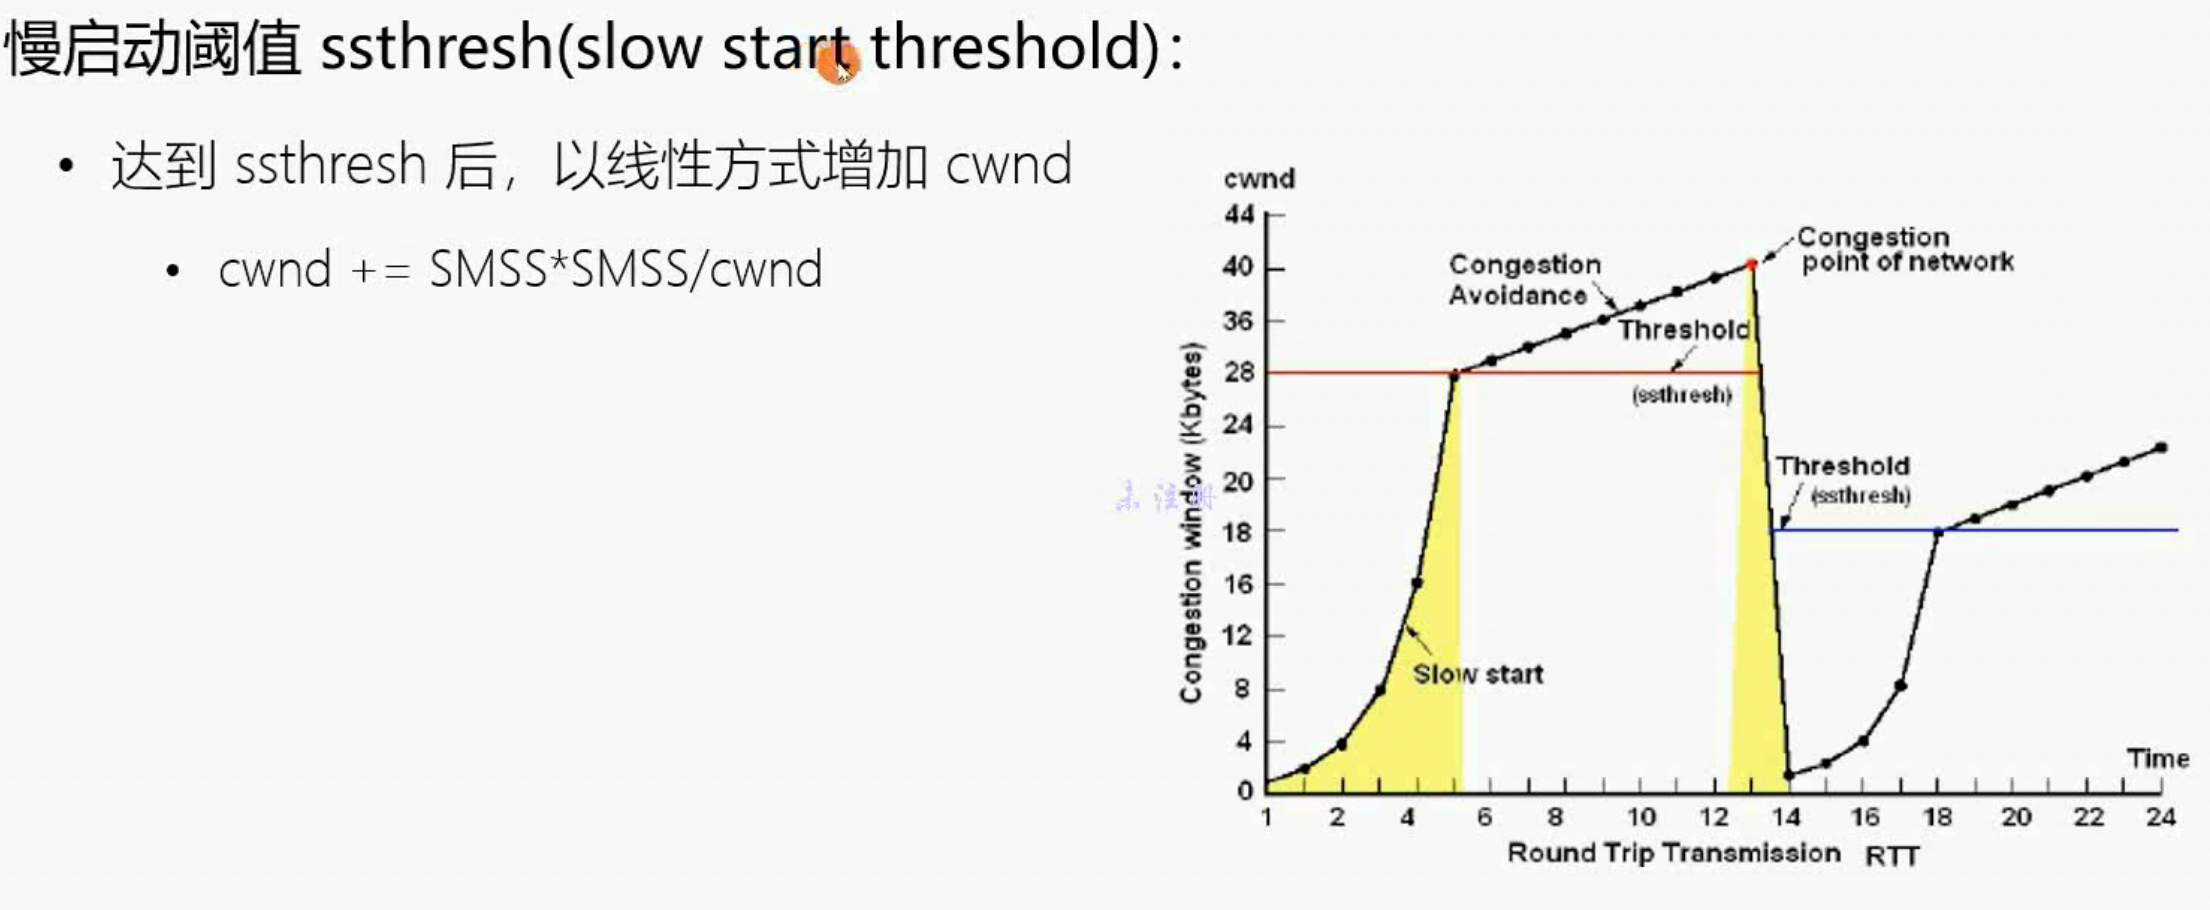 慢启动阈值 ssthresh(slow start threshold)：
• 达到 ssthresh 后，以线性方式增加 cwnd
• cwnd += SMSS*SMSS/cwnd
cwnd
44
40
36
28
24
20
18
16
12
8
4
0
Congestion window (Kbytes)
Congestion
Avoidance
Congestion
point of network
Threshold
(ssthresh)
Threshold
(ssthresh)
Slow start
未注册
Time
1 2 4 6 8 10 12 14 16 18 20 22 24
Round Trip Transmission RTT